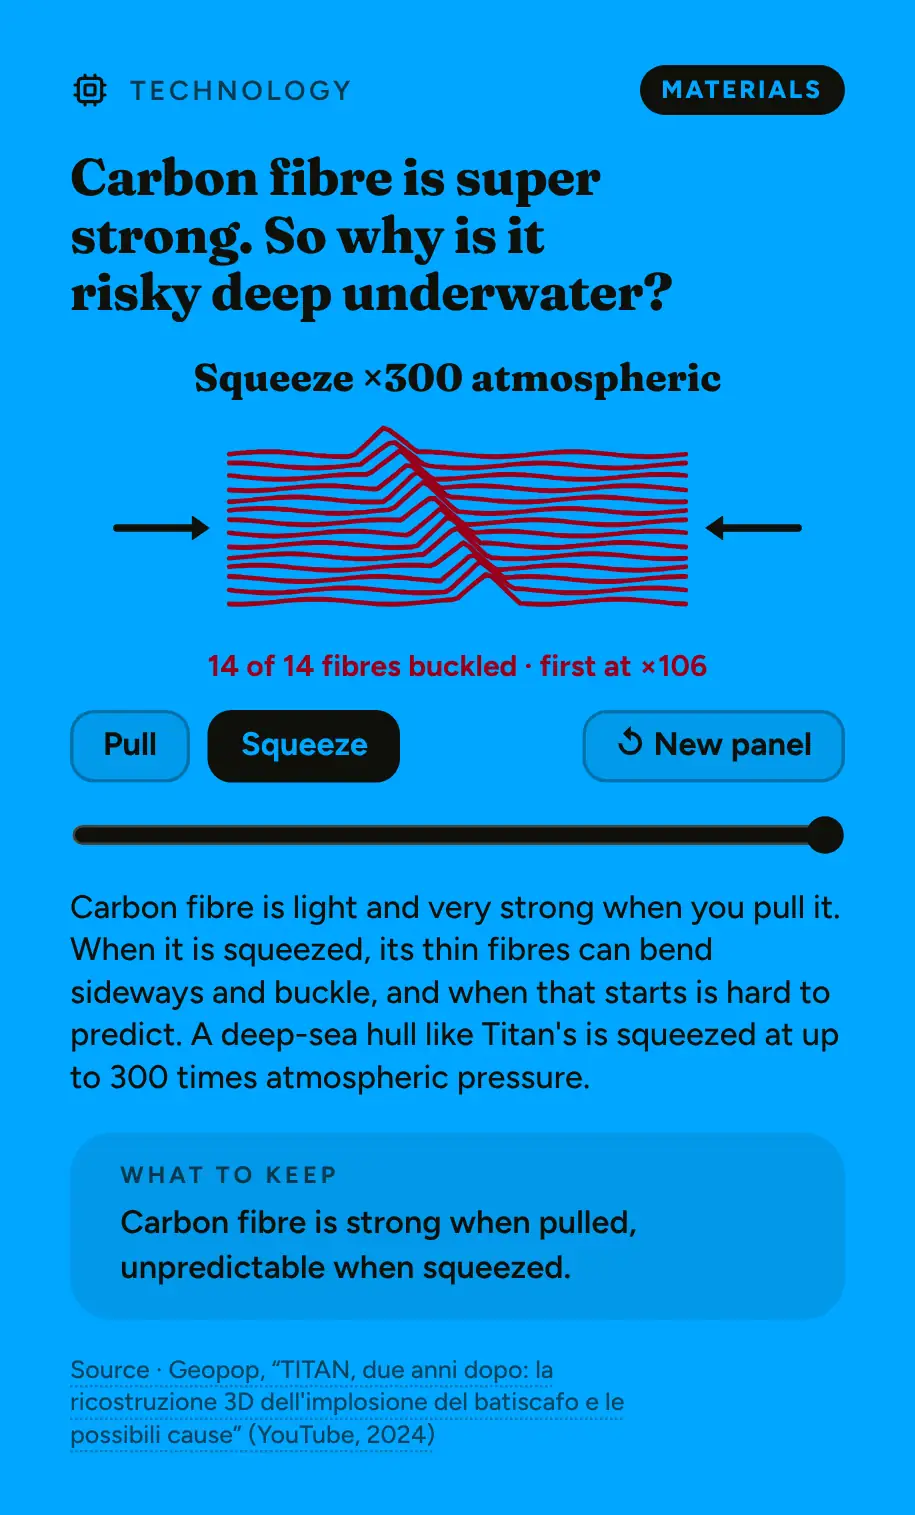 TECHNOLOGY
MATERIALS
Carbon fibre is super
strong. So why is it
risky deep underwater?
Squeeze ×300 atmospheric
14 of 14 fibres buckled · first at ×106
Pull
Squeeze
New panel
Carbon fibre is light and very strong when you pull it.
When it is squeezed, its thin fibres can bend
sideways and buckle, and when that starts is hard to
predict. A deep-sea hull like Titan's is squeezed at up
to 300 times atmospheric pressure.
WHAT TO KEEP
Carbon fibre is strong when pulled,
unpredictable when squeezed.
Source · Geopop, “TITAN, due anni dopo: la
ricostruzione 3D dell'implosione del batiscafo e le
possibili cause” (YouTube, 2024)